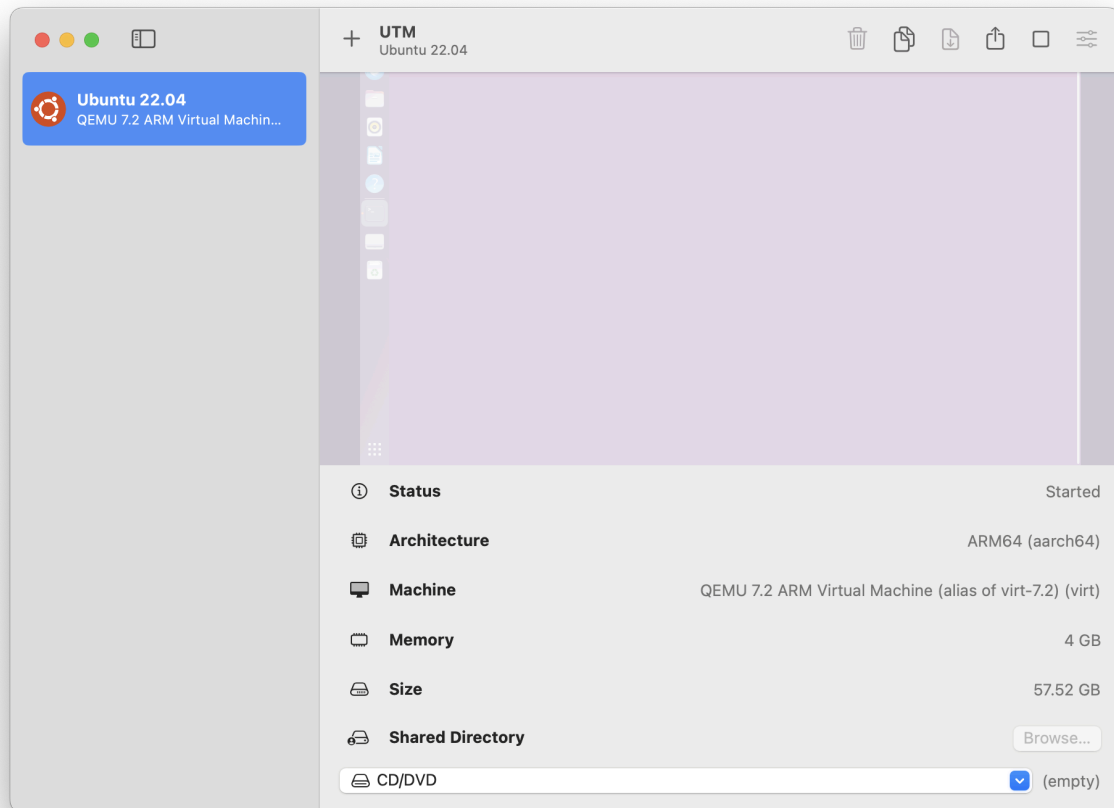 UTM
Ubuntu 22.04
Ubuntu 22.04
QEMU 7.2 ARM Virtual Machin...
Status Started
Architecture ARM64 (aarch64)
Machine QEMU 7.2 ARM Virtual Machine (alias of virt-7.2) (virt)
Memory 4 GB
Size 57.52 GB
Shared Directory Browse...
CD/DVD (empty)